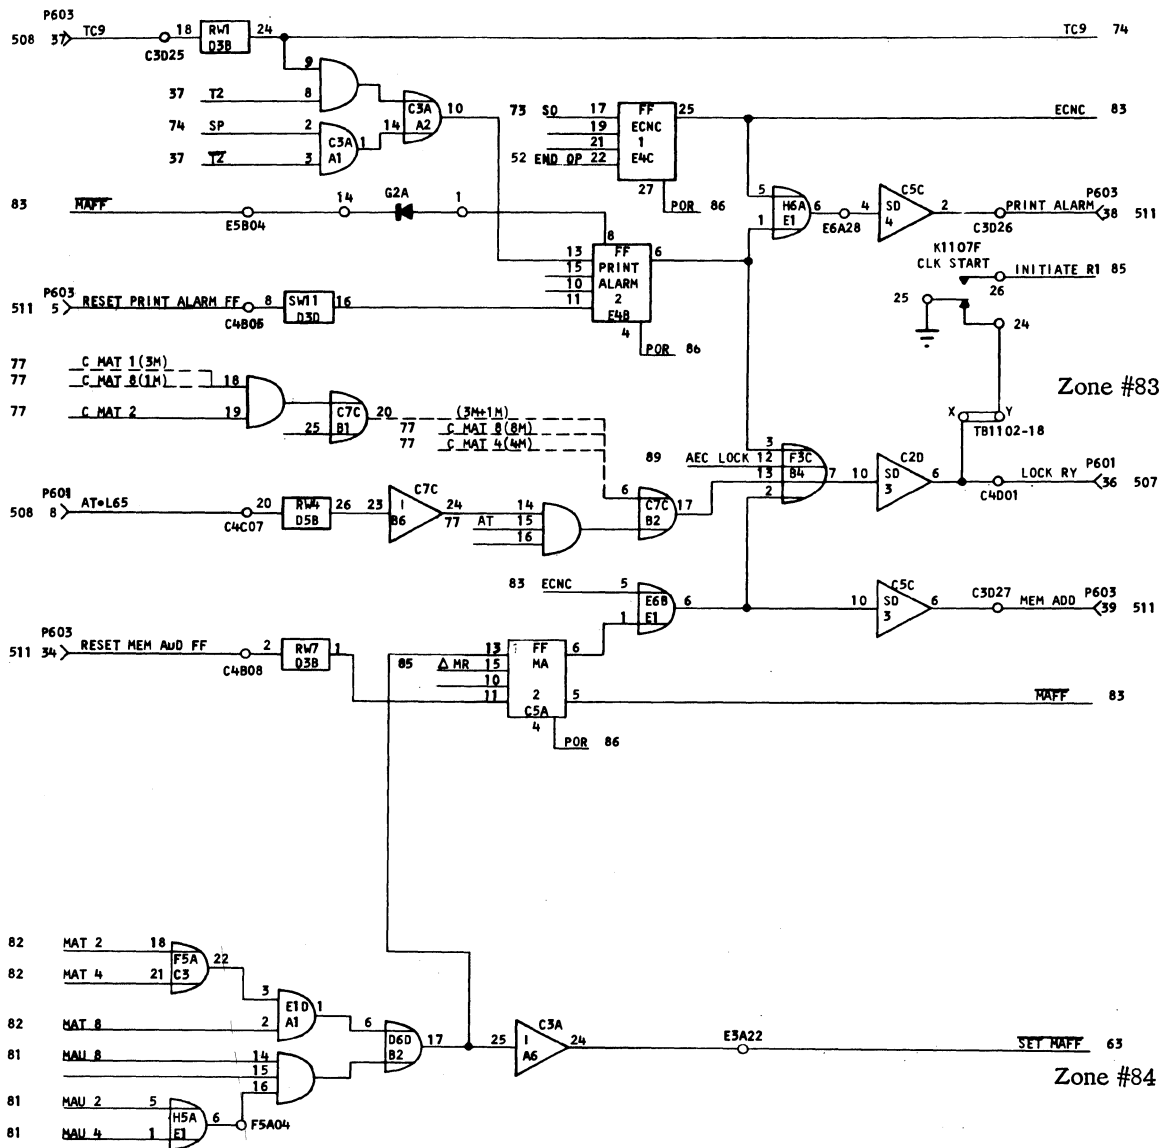 P603
508 37 TC9 18 RW1 24 TC9 74
C3D25 D3B
9
37 T2 8
C3A 10
A2
74 SP 2 14
C3A 1
A1
37 T2 3
73 SO 17 FF 25 ECNC 83
19 ECNC
21 1
52 END OP 22 E4C
27
POR 86
83 MAFF 14 G2A 1
E5B04
5 H6A 6 4 SD 2 PRINT ALARM P603
1 E1 E6A28 4 C5C C3D26 38 511
8
13 FF 6
15 PRINT
10 ALARM
11 2
E4B
4
POR 86
K1107F
CLK START
INITIATE R1 85
26
25
24
P603
511 5 RESET PRINT ALARM FF 8 SW11 16
C4B06 D3D
77 C MAT 1(3M)
77 C MAT 8(1M) 18
77 C MAT 2 19
C7C 20
25 B1
(3M+1M)
77 C MAT 8(8M)
77 C MAT 4(4M)
Zone #83
X Y
TB1102-18
89 AEC LOCK 12
3
F3C
13 B4 7
2
10 SD 6 LOCK RY P601
3 C2D C4D01 36 507
P601
508 8 AT•L65 20 RW4 26 23 I 24
C4C07 D5B B6 C7C 77
14
AT 15
16
6 C7C 17
B2
83 ECNC 5
E6B 6
1 E1
10 SD 6 C3D27 MEM ADD P603
3 C5C 39 511
P603
511 34 RESET MEM ADD FF 2 RW7 1
C4B08 D3B
13 FF 6
85 Δ MR 15 MA
10
11 2 5 MAFF 83
C5A
4
POR 86
82 MAT 2 18
F5A 22
82 MAT 4 21 C3
3
E1D 1
82 MAT 8 2 A1
6
D6D 17
B2
25 I 24 E3A22 SET MAFF 63
A6 C3A
81 MAU 8 14
15
16
Zone #84
81 MAU 2 5
H5A 6 F5A04
81 MAU 4 1 E1